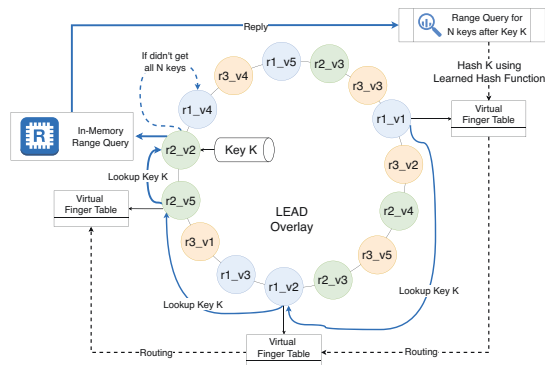 Reply
Range Query for
N keys after Key K
If didn't get
all N keys
Hash K using
Learned Hash Function
r1_v5
r2_v3
r3_v4
r3_v3
r1_v4
r1_v1
Virtual
Finger Table
R
In-Memory
Range Query
r2_v2
Key K
r3_v2
Lookup Key K
Virtual
Finger Table
r2_v5
LEAD
Overlay
r2_v4
r3_v1
r3_v5
r1_v3
r2_v3
r1_v2
Lookup Key K
Lookup Key K
Virtual
Finger Table
Routing
Routing